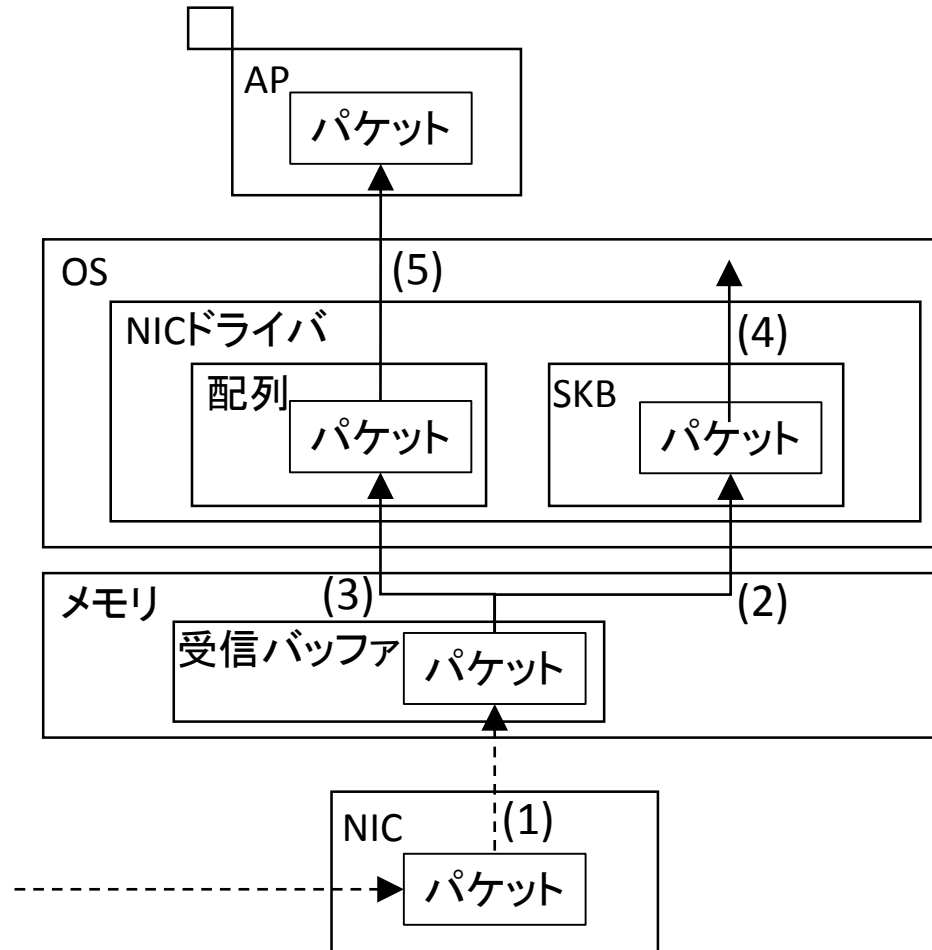 AP
パケット
(5)
OS
NICドライバ
(4)
配列
SKB
パケット
パケット
メモリ
(3)
(2)
受信バッファ
パケット
(1)
NIC
パケット